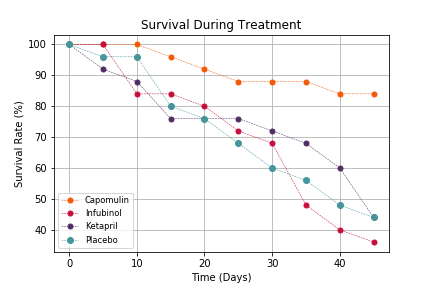 Survival During Treatment
Survival Rate (%)
100
90
80
70
60
50
40
Capomulin
Infubinol
Ketapril
Placebo
0 10 20 30 40
Time (Days)